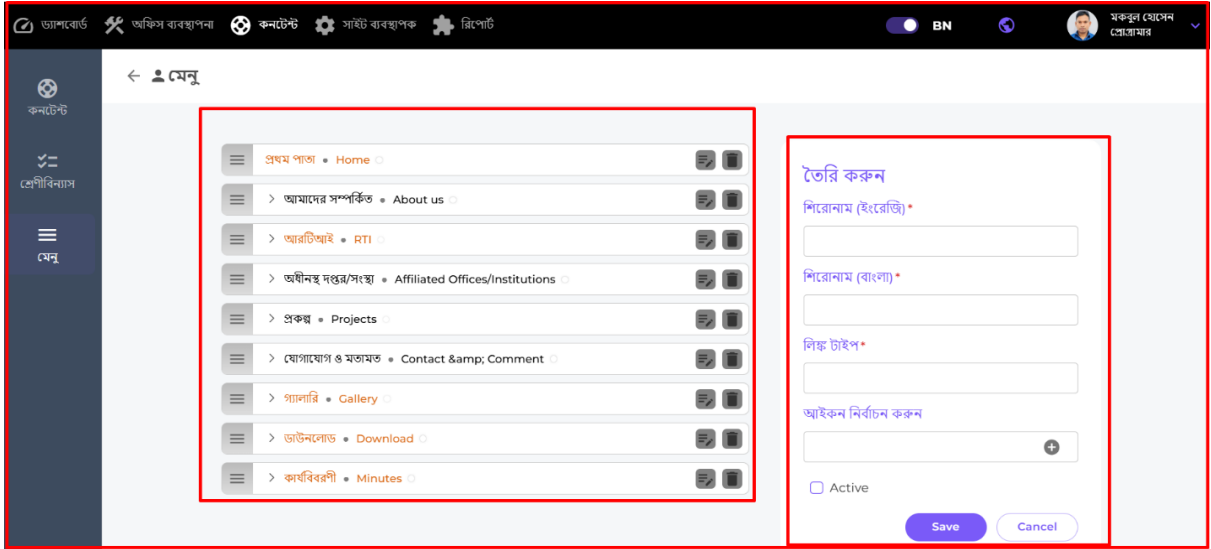 ড্যাশবোর্ড অফিস ব্যবস্থাপনা কনটেন্ট সাইট ব্যবস্থাপক রিপোর্ট BN মকবুল হোসেন
প্রোগ্রামার
মেনু
কনটেন্ট
শ্রেণীবিন্যাস
মেনু
প্রথম পাতা • Home
আমাদের সম্পর্কিত • About us
আরটিআই • RTI
অধীনস্থ দপ্তর/সংস্থা • Affiliated Offices/Institutions
প্রকল্প • Projects
যোগাযোগ ও মতামত • Contact &amp; Comment
গ্যালারি • Gallery
ডাউনলোড • Download
কার্যবিবরণী • Minutes
তৈরি করুন
শিরোনাম (ইংরেজি)*
শিরোনাম (বাংলা)*
লিঙ্ক টাইপ*
আইকন নির্বাচন করুন
Active
Save Cancel